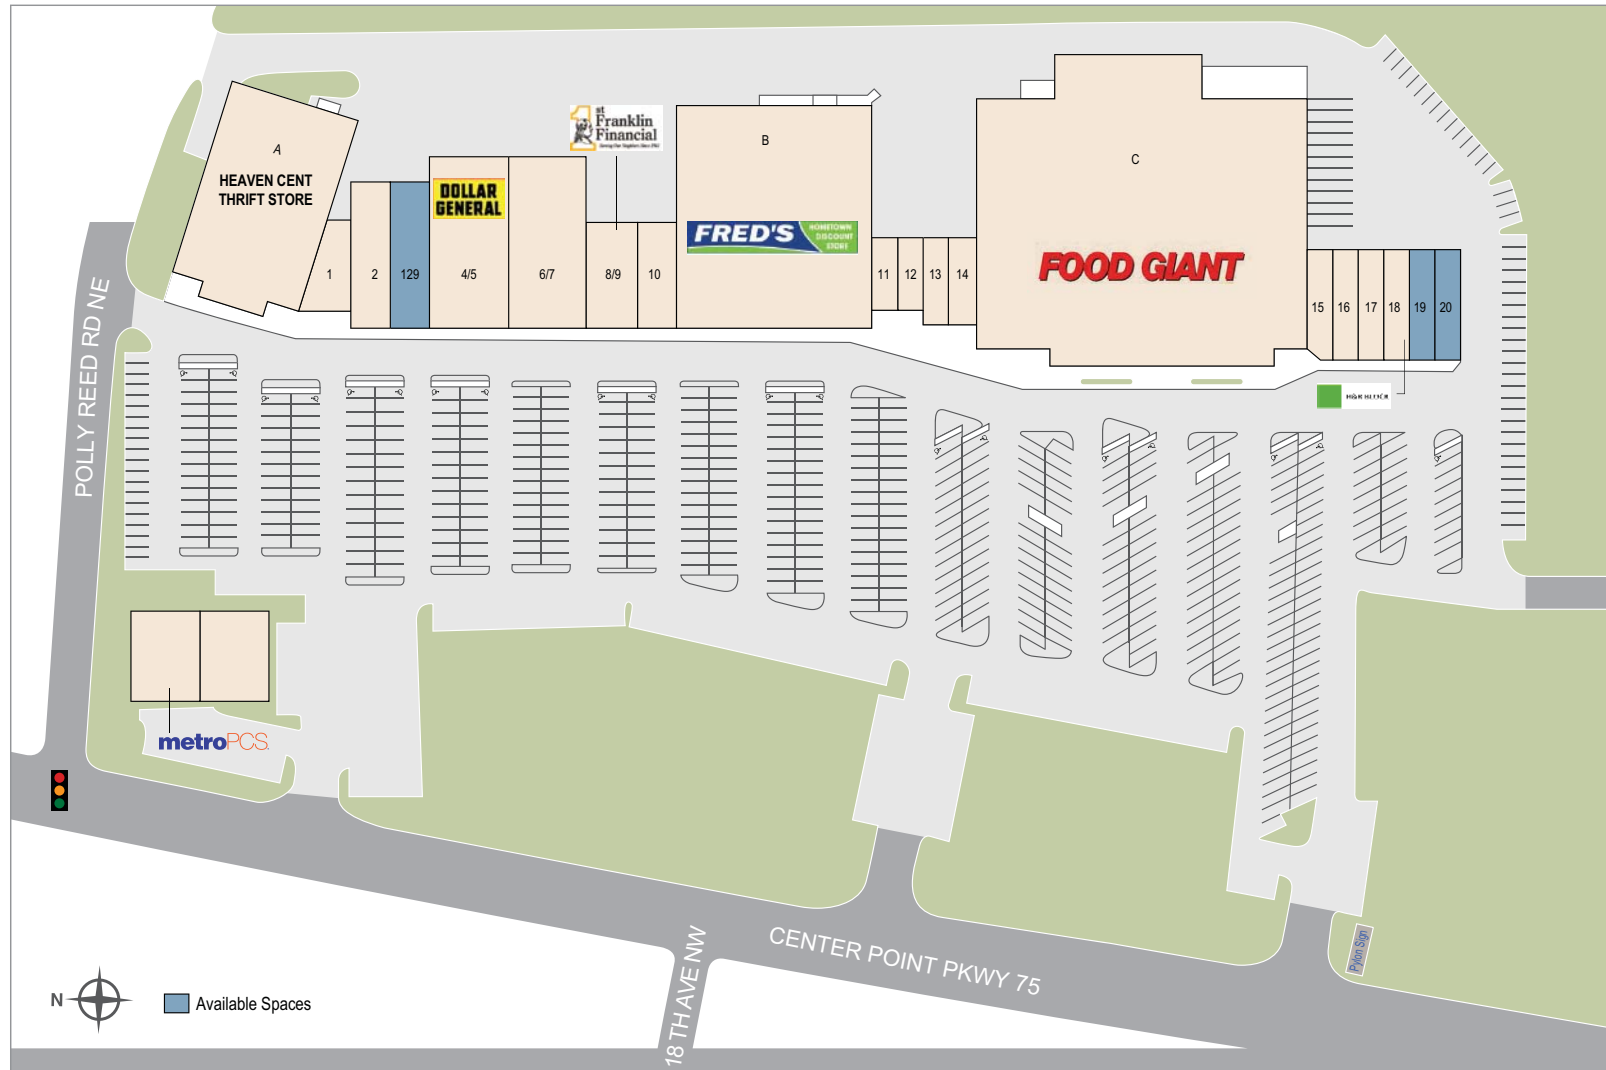 A
HEAVEN CENT
THRIFT STORE
1
2
129
DOLLAR
GENERAL
4/5
6/7
1st
Franklin
Financial
8/9
10
B
FRED'S
HOMETOWN
DISCOUNT
STORE
11
12
13
14
C
FOOD GIANT
15
16
17
18
19
20
H&R BLOCK
POLLY REED RD NE
metroPCS.
CENTER POINT PKWY 75
18 TH AVE NW
Pylon Sign
N
Available Spaces